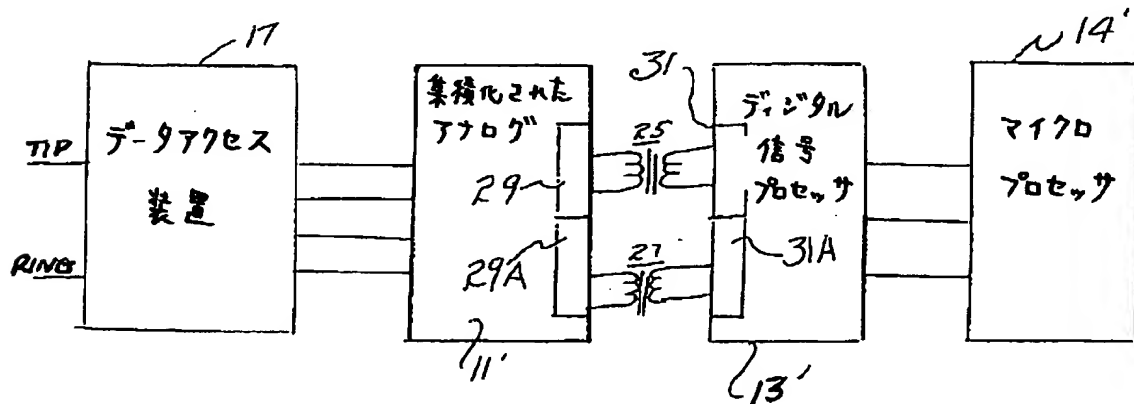 17
TIP
RING
データアクセス
装置
集積化された
アナログ
29
29A
11'
25
27
31
31A
ディジタル
信号
プロセッサ
13'
14'
マイクロ
プロセッサ